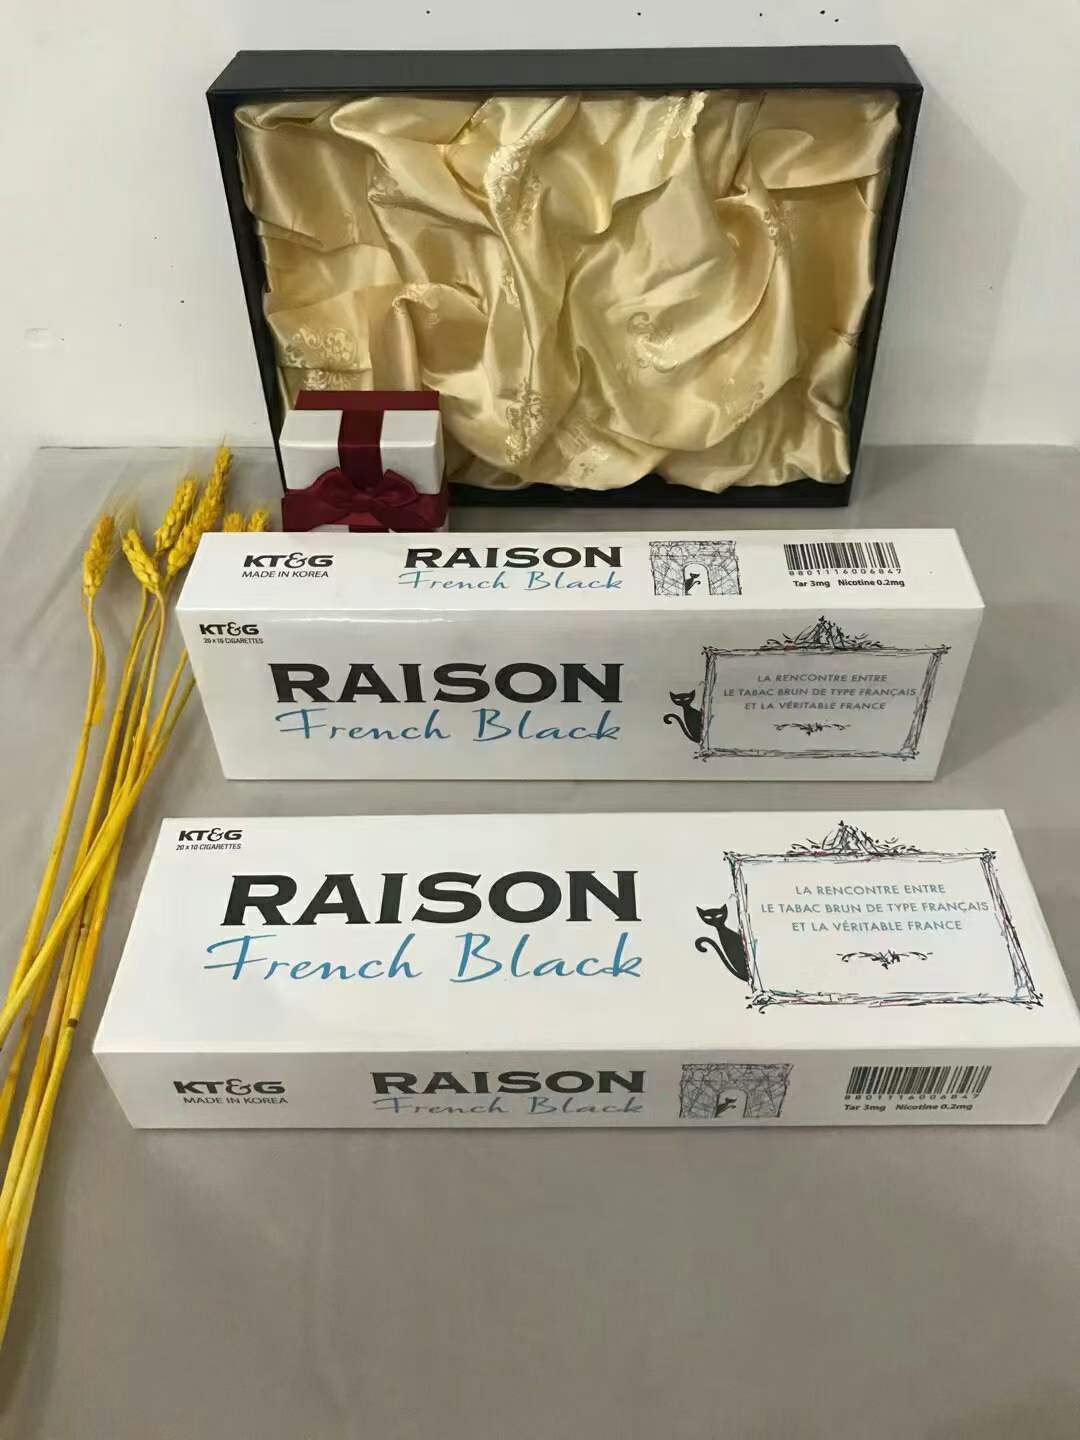 KT&G
MADE IN KOREA
RAISON
French Black
8801116006847
Tar 3mg Nicotine 0.2mg
KT&G
20 x 10 CIGARETTES
RAISON
French Black
LA RENCONTRE ENTRE
LE TABAC BRUN DE TYPE FRANÇAIS
ET LA VÉRITABLE FRANCE
KT&G
20 x 10 CIGARETTES
RAISON
French Black
LA RENCONTRE ENTRE
LE TABAC BRUN DE TYPE FRANÇAIS
ET LA VÉRITABLE FRANCE
KT&G
MADE IN KOREA
RAISON
French Black
8801116006847
Tar 3mg Nicotine 0.2mg